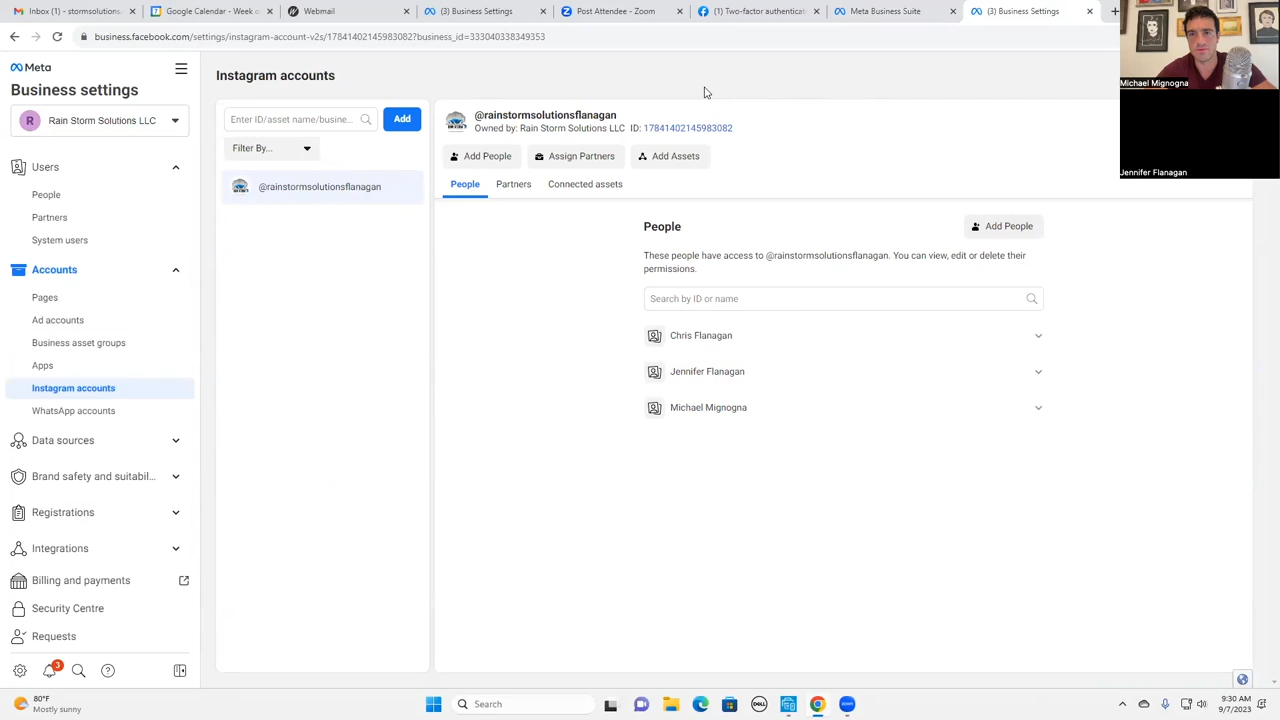 Inbox (1) - stormsolutions
Google Calendar - Week o
Webmail
(3) Business Settings
Post Attendee - Zoom
(1) Two-factor authenticat
Meta Business Suite
(3) Business Settings
business.facebook.com/settings/instagram-account-v2s/17841402145983082?business_id=333040338349353
Meta
Business settings
R Rain Storm Solutions LLC
Users
People
Partners
System users
Accounts
Pages
Ad accounts
Business asset groups
Apps
Instagram accounts
WhatsApp accounts
Data sources
Brand safety and suitabil...
Registrations
Integrations
Billing and payments
Security Centre
Requests
3
Instagram accounts
Enter ID/asset name/busine...
Add
Filter By...
@rainstormsolutionsflanagan
@rainstormsolutionsflanagan
Owned by: Rain Storm Solutions LLC ID: 17841402145983082
Add People
Assign Partners
Add Assets
People
Partners
Connected assets
People
Add People
These people have access to @rainstormsolutionsflanagan. You can view, edit or delete their
permissions.
Search by ID or name
Chris Flanagan
Jennifer Flanagan
Michael Mignogna
Michael Mignogna
Jennifer Flanagan
80°F
Mostly sunny
Search
DELL
zoom
9:30 AM
9/7/2023